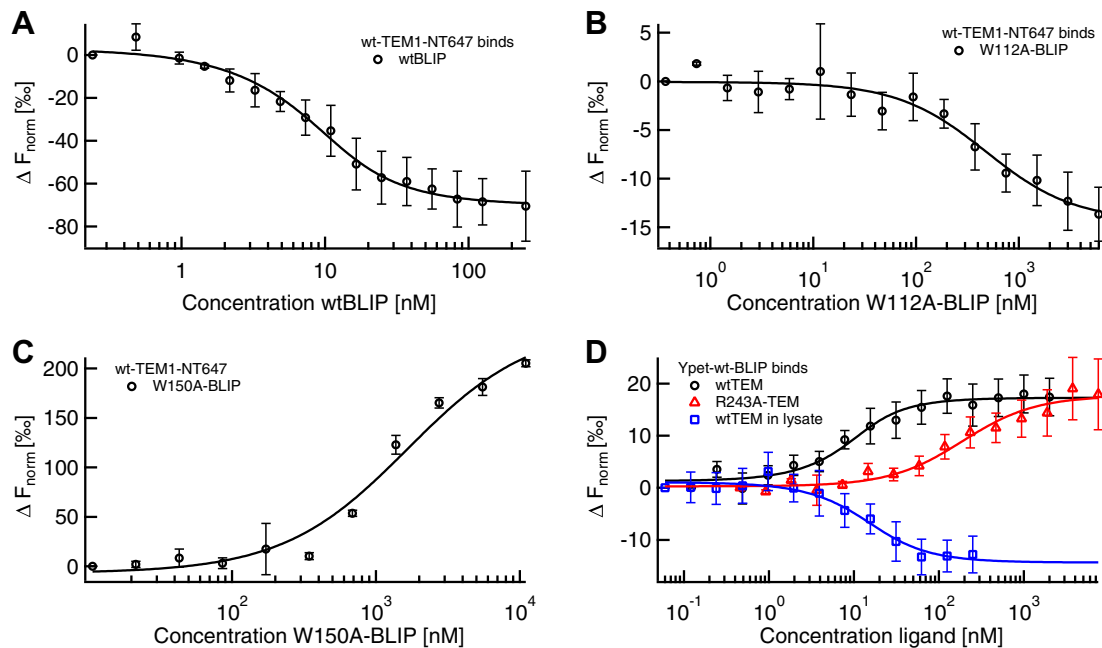 A
wt-TEM1-NT647 binds
wtBLIP
0
-20
-40
-60
-80
Δ Fnorm [‰]
1
10
100
Concentration wtBLIP [nM]
B
wt-TEM1-NT647 binds
W112A-BLIP
5
0
-5
-10
-15
Δ Fnorm [‰]
10^0
10^1
10^2
10^3
Concentration W112A-BLIP [nM]
C
wt-TEM1-NT647
W150A-BLIP
200
150
100
50
0
Δ Fnorm [‰]
10^2
10^3
10^4
Concentration W150A-BLIP [nM]
D
Ypet-wt-BLIP binds
wtTEM
R243A-TEM
wtTEM in lysate
20
10
0
-10
Δ Fnorm [‰]
10^-1
10^0
10^1
10^2
10^3
Concentration ligand [nM]